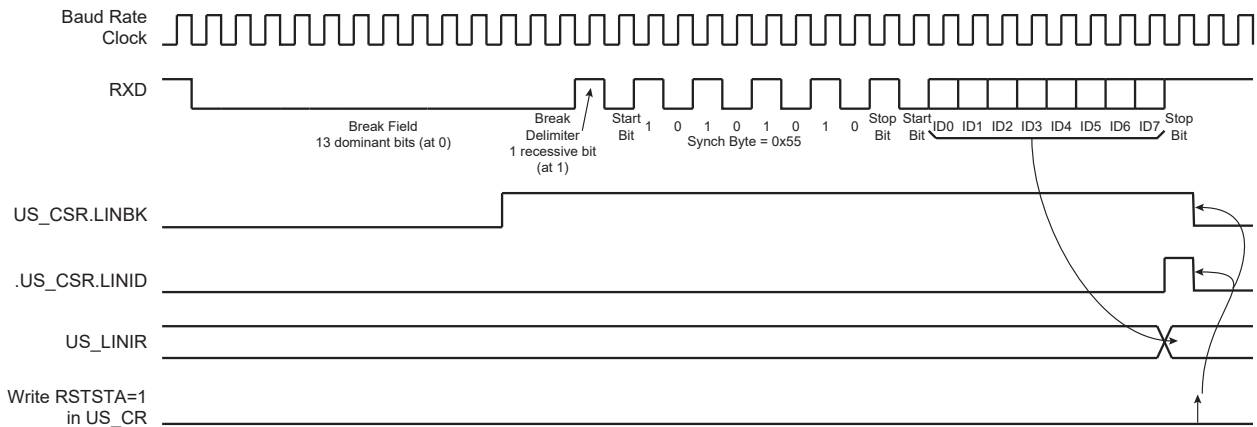 Baud Rate
Clock
RXD
Break Field
13 dominant bits (at 0)
Break
Delimiter
1 recessive bit
(at 1)
Start
Bit
1 0 1 0 1 0 1 0
Synch Byte = 0x55
Stop
Bit
Start
Bit
ID0 ID1 ID2 ID3 ID4 ID5 ID6 ID7
Stop
Bit
US_CSR.LINBK
.US_CSR.LINID
US_LINIR
Write RSTSTA=1
in US_CR